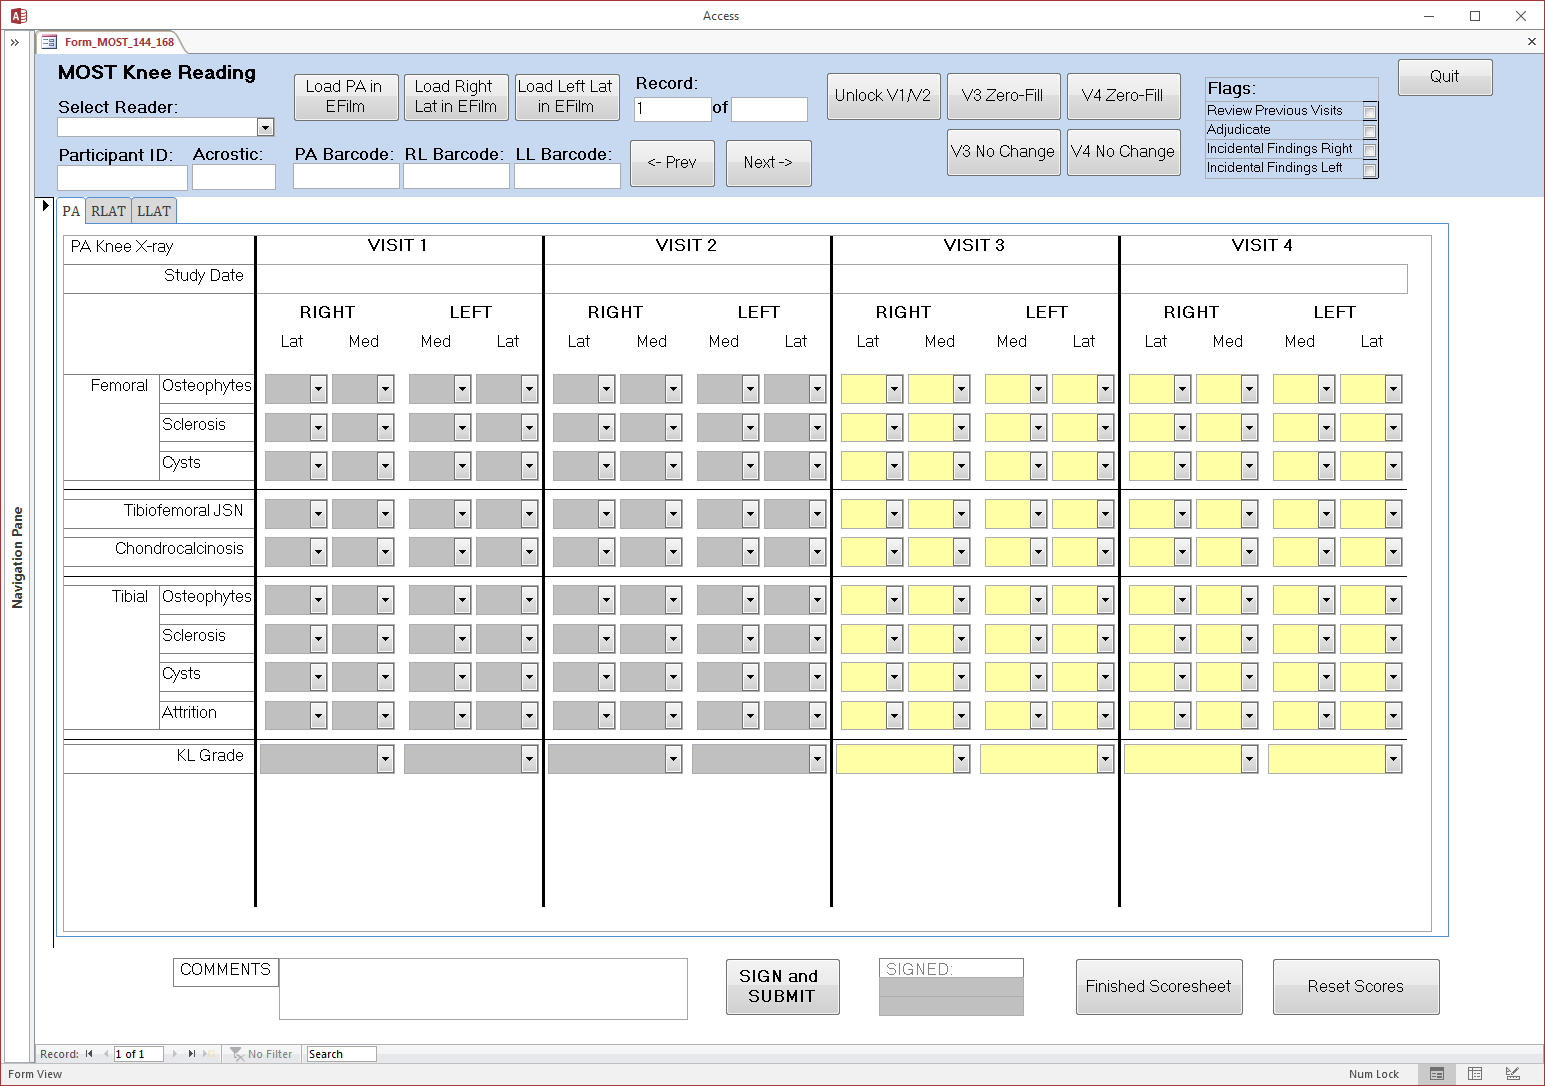 Access
Form_MOST_144_168
MOST Knee Reading
Select Reader:
Participant ID: Acrostic:
Load PA in EFilm
Load Right Lat in EFilm
Load Left Lat in EFilm
PA Barcode: RL Barcode: LL Barcode:
Record:
1 of
<- Prev Next ->
Unlock V1/V2 V3 Zero-Fill V4 Zero-Fill
V3 No Change V4 No Change
Flags:
Review Previous Visits
Adjudicate
Incidental Findings Right
Incidental Findings Left
Quit
Navigation Pane
PA RLAT LLAT
PA Knee X-ray VISIT 1 VISIT 2 VISIT 3 VISIT 4
Study Date
RIGHT LEFT RIGHT LEFT RIGHT LEFT RIGHT LEFT
Lat Med Med Lat Lat Med Med Lat Lat Med Med Lat Lat Med Med Lat
Femoral Osteophytes
Sclerosis
Cysts
Tibiofemoral JSN
Chondrocalcinosis
Tibial Osteophytes
Sclerosis
Cysts
Attrition
KL Grade
COMMENTS
SIGN and
SUBMIT
SIGNED:
Finished Scoresheet
Reset Scores
Record: 1 of 1 No Filter Search
Form View Num Lock